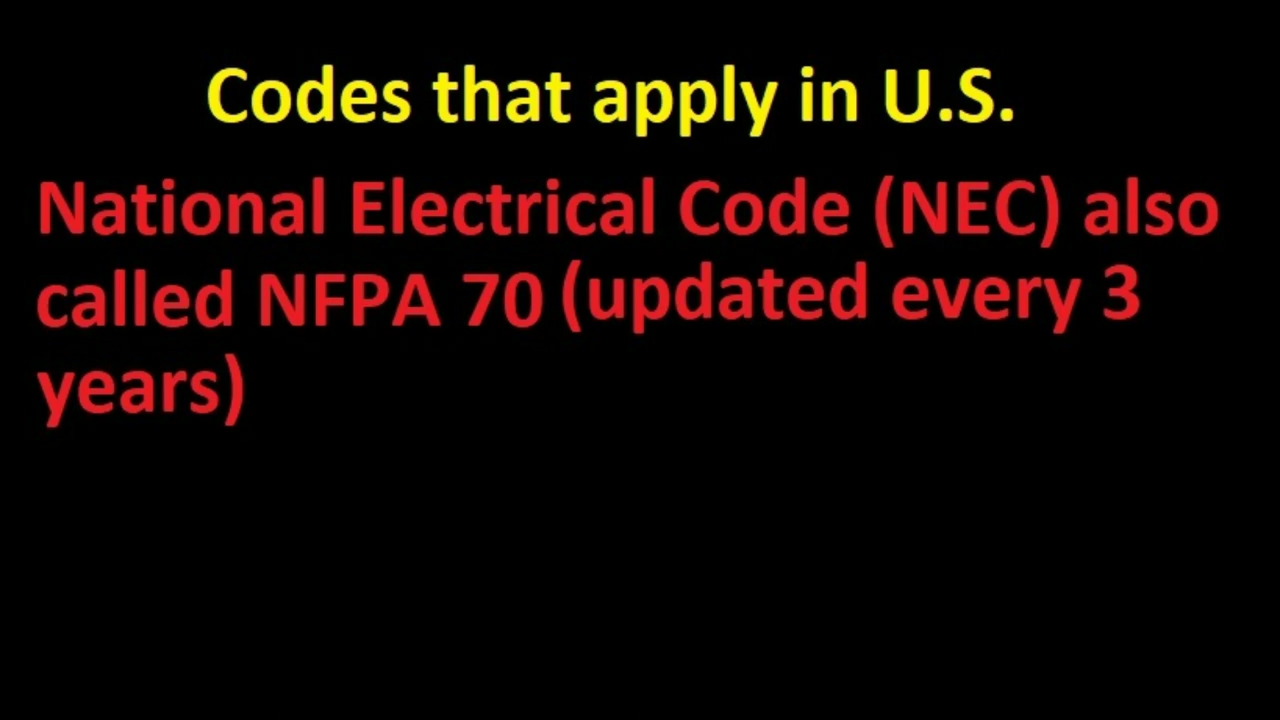 Codes that apply in U.S.
National Electrical Code (NEC) also
called NFPA 70 (updated every 3
years)